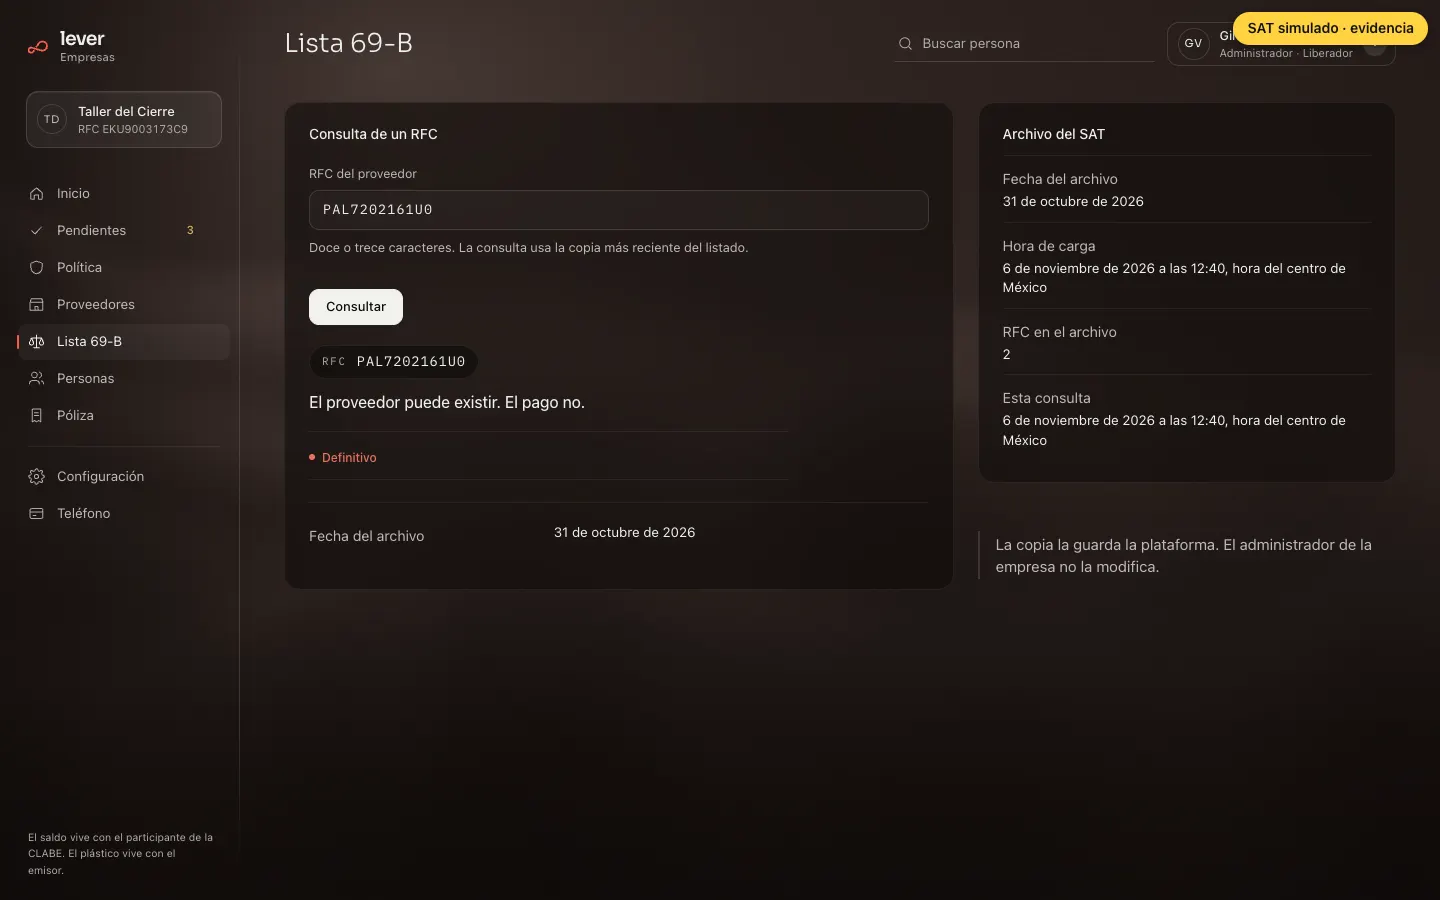 lever
Empresas
TD
Taller del Cierre
RFC EKU9003173C9
Inicio
Pendientes 3
Política
Proveedores
Lista 69-B
Personas
Póliza
Configuración
Teléfono
El saldo vive con el participante de la
CLABE. El plástico vive con el
emisor.
Lista 69-B
Buscar persona
GV
Administrador · Liberador
SAT simulado · evidencia
Consulta de un RFC
RFC del proveedor
PAL7202161U0
Doce o trece caracteres. La consulta usa la copia más reciente del listado.
Consultar
RFC PAL7202161U0
El proveedor puede existir. El pago no.
Definitivo
Fecha del archivo 31 de octubre de 2026
Archivo del SAT
Fecha del archivo
31 de octubre de 2026
Hora de carga
6 de noviembre de 2026 a las 12:40, hora del centro de
México
RFC en el archivo
2
Esta consulta
6 de noviembre de 2026 a las 12:40, hora del centro de
México
La copia la guarda la plataforma. El administrador de la
empresa no la modifica.